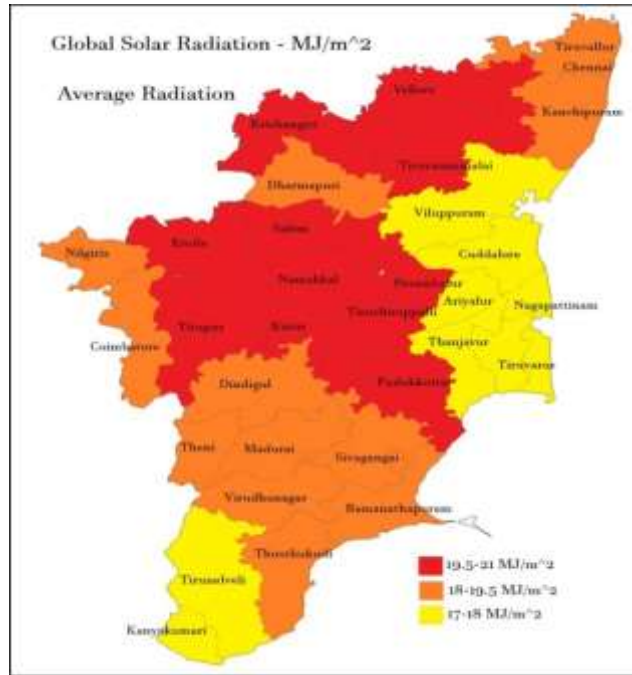 Global Solar Radiation - MJ/m^2
Average Radiation
Tiruvallur
Chennai
Vellore
Kanchipuram
Krishnagiri
Tiruvannamalai
Dharmapuri
Viluppuram
Salem
Erode
Nilgiris
Cuddalore
Namakkal
Perambalur
Ariyalur
Nagapattinam
Tiruchirappalli
Tiruppur
Karur
Coimbatore
Thanjavur
Tiruvarur
Dindigul
Pudukkottai
Theni
Madurai
Sivagangai
Virudhunagar
Ramanathapuram
Thoothukudi
19.5-21 MJ/m^2
Tirunelveli
18-19.5 MJ/m^2
17-18 MJ/m^2
Kanyakumari